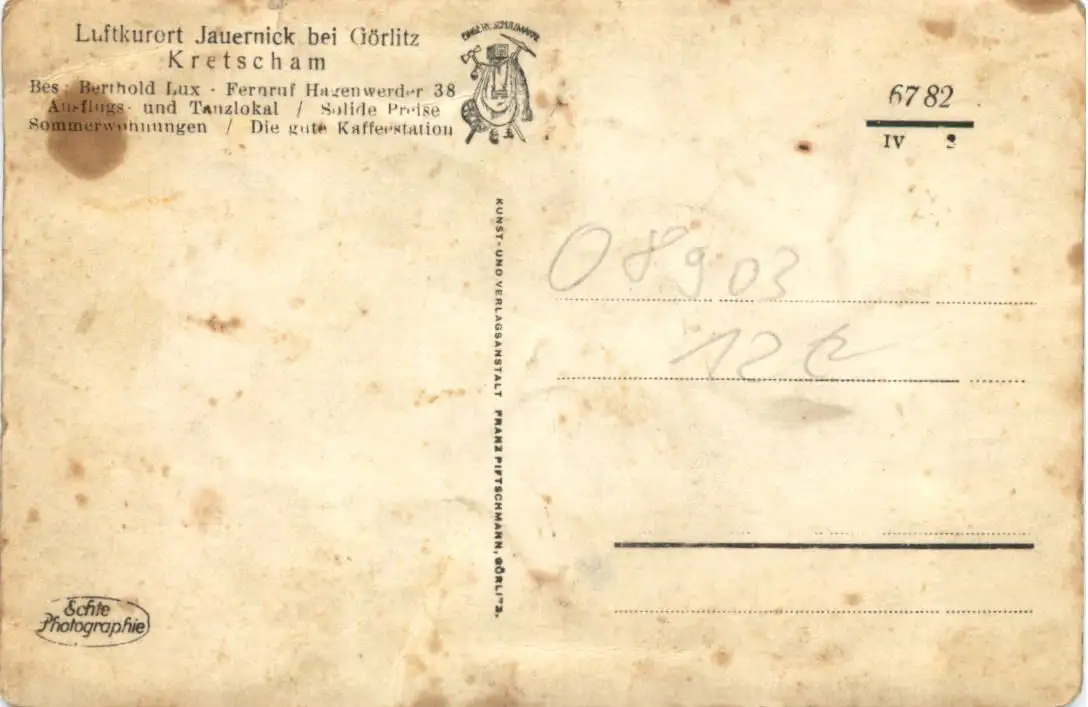 Luftkurort Jauernick bei Görlitz
Kretscham
Bes: Berthold Lux - Fernruf Hagenwerder 38
Ausflugs- und Tanzlokal / Solide Preise
Sommerwohnungen / Die gute Kaffeestation
6782
IV
KUNST- UND VERLAGSANSTALT FRANZ PIETSCHMANN, GÖRLITZ.
08903
12
Echte
Photographie